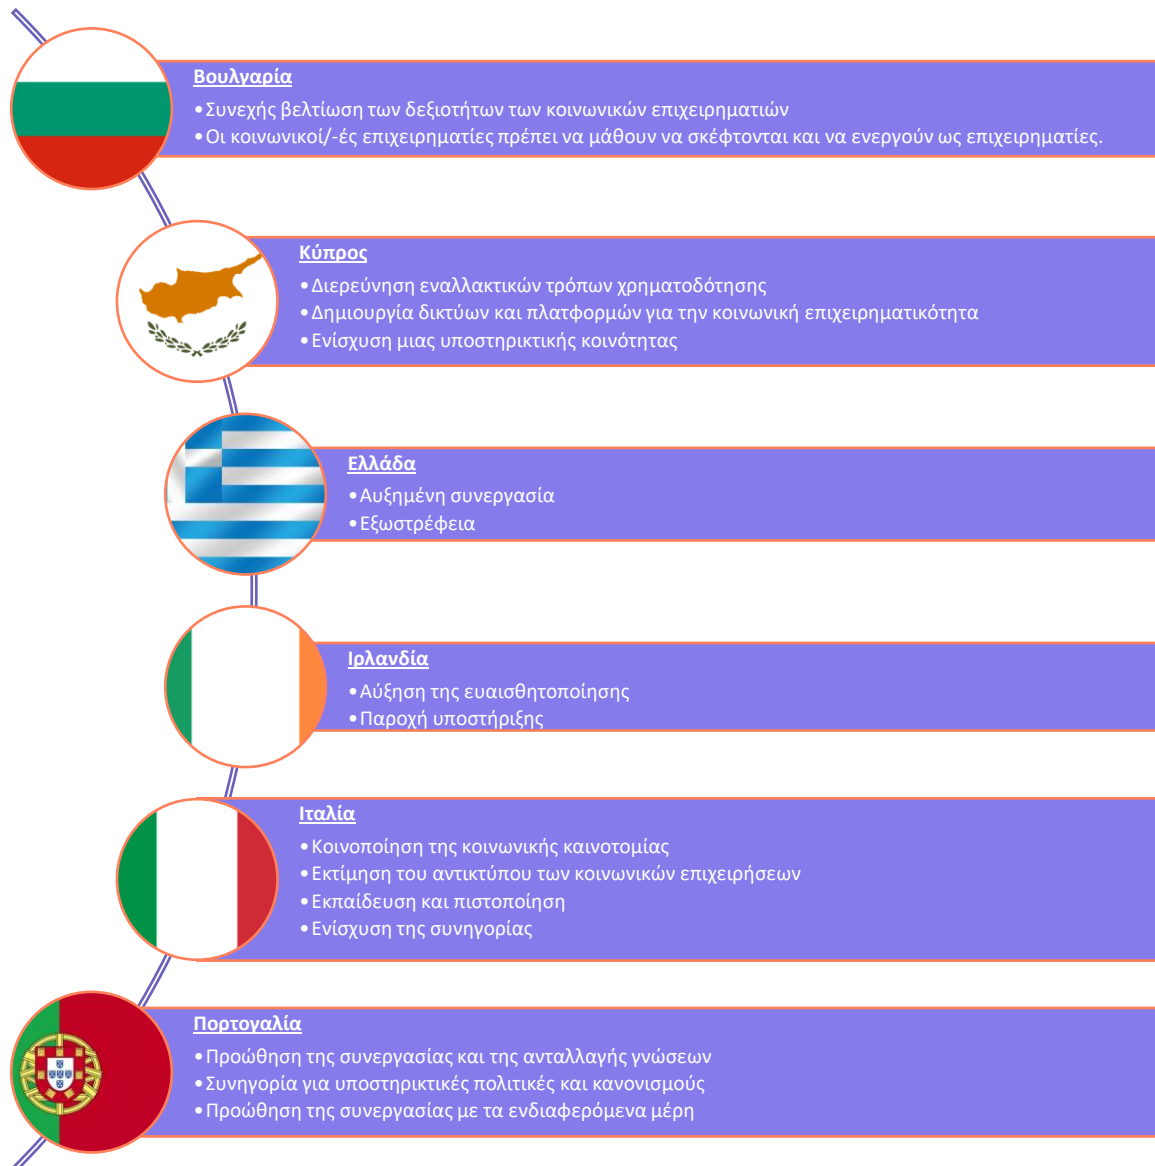 Βουλγαρία
•Συνεχής βελτίωση των δεξιοτήτων των κοινωνικών επιχειρηματιών
•Οι κοινωνικοί/-ές επιχειρηματίες πρέπει να μάθουν να σκέφτονται και να ενεργούν ως επιχειρηματίες.
Κύπρος
•Διερεύνηση εναλλακτικών τρόπων χρηματοδότησης
•Δημιουργία δικτύων και πλατφορμών για την κοινωνική επιχειρηματικότητα
•Ενίσχυση μιας υποστηρικτικής κοινότητας
Ελλάδα
•Αυξημένη συνεργασία
•Εξωστρέφεια
Ιρλανδία
•Αύξηση της ευαισθητοποίησης
•Παροχή υποστήριξης
Ιταλία
•Κοινοποίηση της κοινωνικής καινοτομίας
•Εκτίμηση του αντικτύπου των κοινωνικών επιχειρήσεων
•Εκπαίδευση και πιστοποίηση
•Ενίσχυση της συνηγορίας
Πορτογαλία
•Προώθηση της συνεργασίας και της ανταλλαγής γνώσεων
•Συνηγορία για υποστηρικτικές πολιτικές και κανονισμούς
•Προώθηση της συνεργασίας με τα ενδιαφερόμενα μέρη